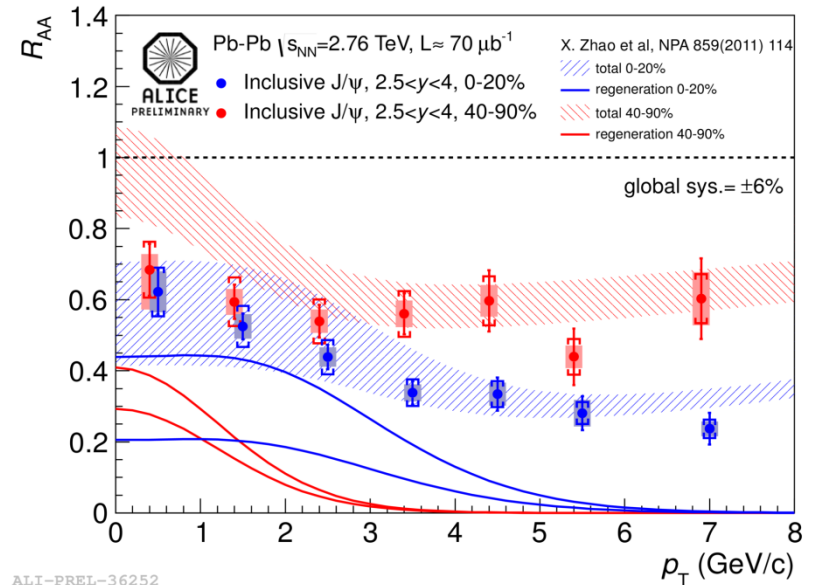 R_AA
1.4
1.2
1
0.8
0.6
0.4
0.2
0
ALICE
PRELIMINARY
Pb-Pb √s_NN=2.76 TeV, L≈ 70 μb⁻¹
Inclusive J/ψ, 2.5<y<4, 0-20%
Inclusive J/ψ, 2.5<y<4, 40-90%
X. Zhao et al, NPA 859(2011) 114
total 0-20%
regeneration 0-20%
total 40-90%
regeneration 40-90%
global sys.= ±6%
0 1 2 3 4 5 6 7 8
p_T (GeV/c)
ALI-PREL-36252